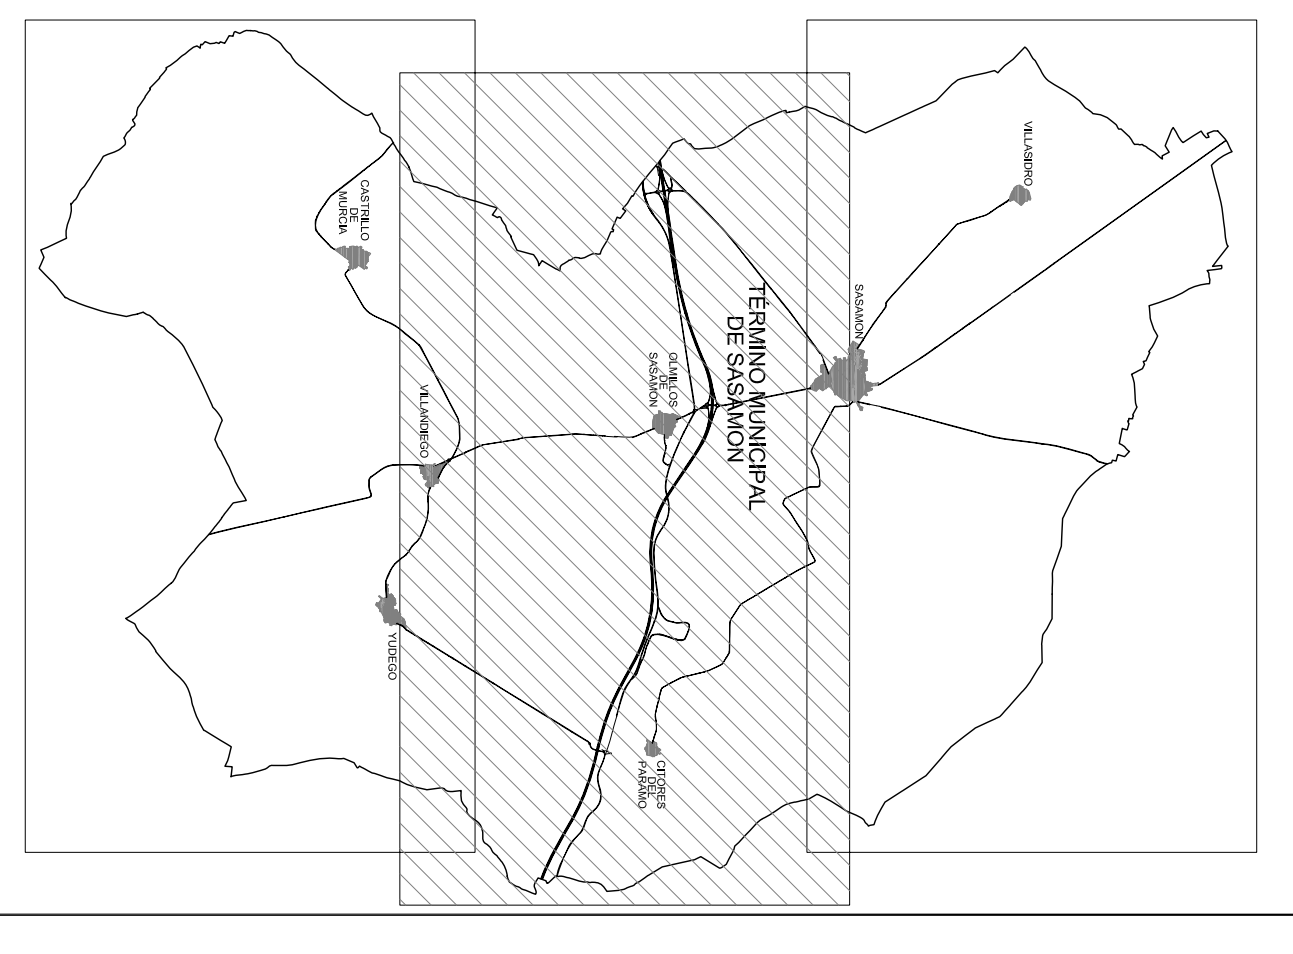 VILLASIDRO
SASAMON
TÉRMINO MUNICIPAL
DE SASAMON
OLMILLOS
DE
SASAMON
CASTRILLO
DE
MURCIA
VILLANDIEGO
YUDEGO
CITORES
DEL
PARAMO